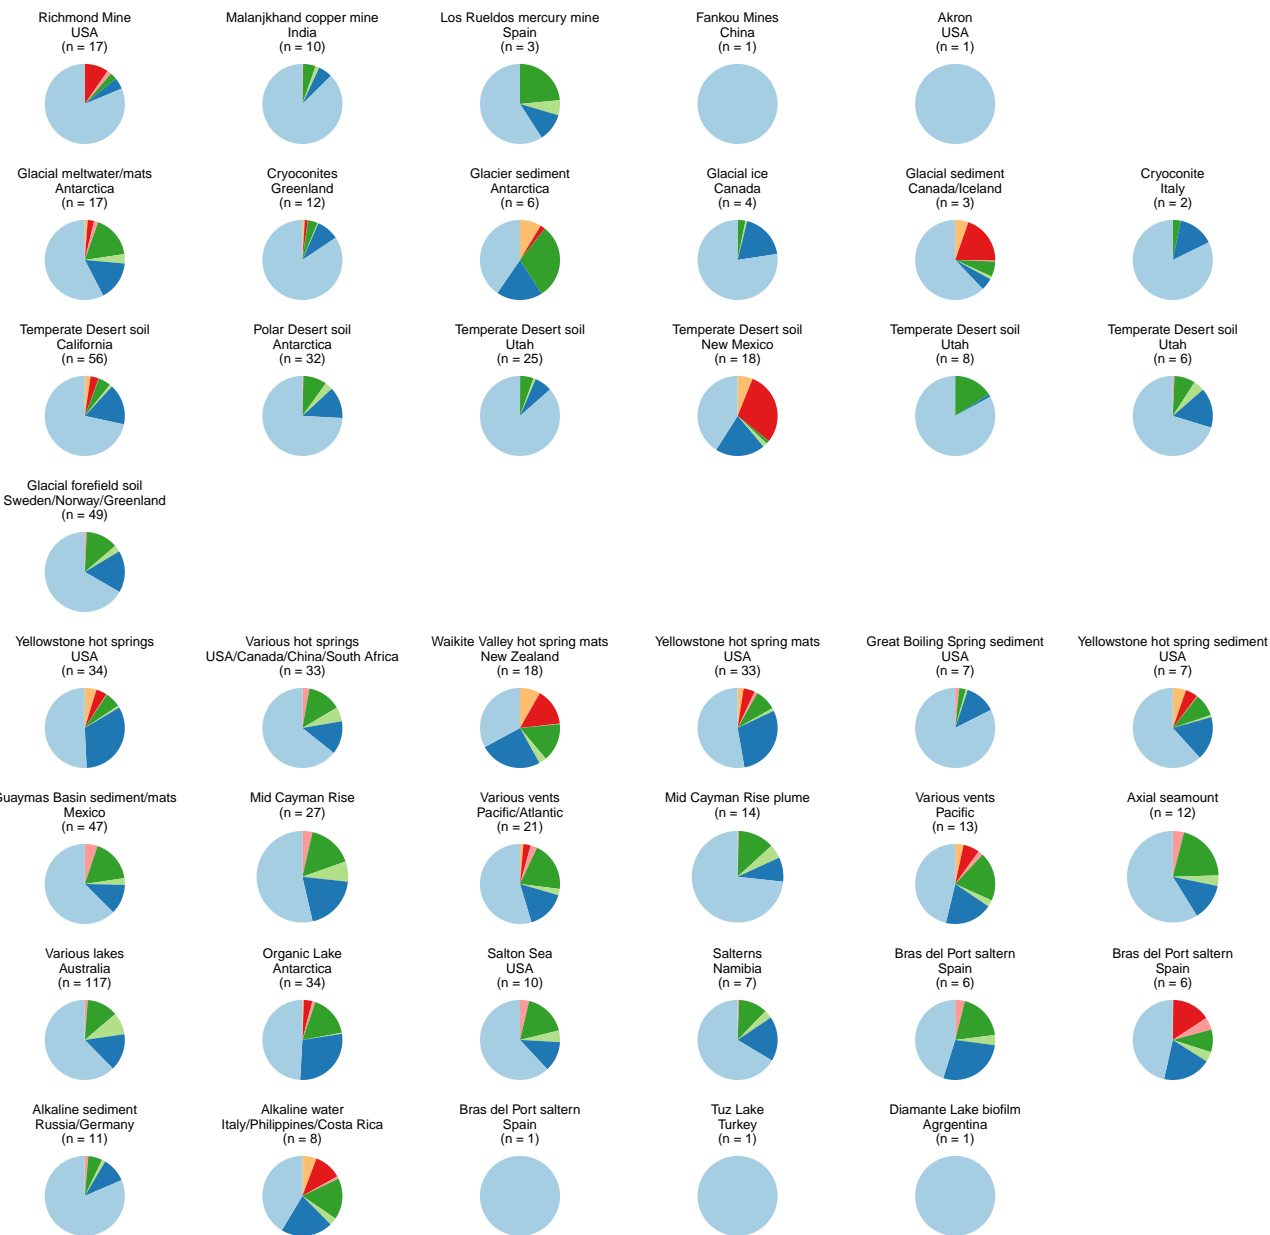 Richmond Mine
USA
(n = 17)
Malanjkhand copper mine
India
(n = 10)
Los Rueldos mercury mine
Spain
(n = 3)
Fankou Mines
China
(n = 1)
Akron
USA
(n = 1)
Glacial meltwater/mats
Antarctica
(n = 17)
Cryoconites
Greenland
(n = 12)
Glacier sediment
Antarctica
(n = 6)
Glacial ice
Canada
(n = 4)
Glacial sediment
Canada/Iceland
(n = 3)
Cryoconite
Italy
(n = 2)
Temperate Desert soil
California
(n = 56)
Polar Desert soil
Antarctica
(n = 32)
Temperate Desert soil
Utah
(n = 25)
Temperate Desert soil
New Mexico
(n = 18)
Temperate Desert soil
Utah
(n = 8)
Temperate Desert soil
Utah
(n = 6)
Glacial forefield soil
Sweden/Norway/Greenland
(n = 49)
Yellowstone hot springs
USA
(n = 34)
Various hot springs
USA/Canada/China/South Africa
(n = 33)
Waikite Valley hot spring mats
New Zealand
(n = 18)
Yellowstone hot spring mats
USA
(n = 33)
Great Boiling Spring sediment
USA
(n = 7)
Yellowstone hot spring sediment
USA
(n = 7)
Guaymas Basin sediment/mats
Mexico
(n = 47)
Mid Cayman Rise
(n = 27)
Various vents
Pacific/Atlantic
(n = 21)
Mid Cayman Rise plume
(n = 14)
Various vents
Pacific
(n = 13)
Axial seamount
(n = 12)
Various lakes
Australia
(n = 117)
Organic Lake
Antarctica
(n = 34)
Salton Sea
USA
(n = 10)
Salterns
Namibia
(n = 7)
Bras del Port saltern
Spain
(n = 6)
Bras del Port saltern
Spain
(n = 6)
Alkaline sediment
Russia/Germany
(n = 11)
Alkaline water
Italy/Philippines/Costa Rica
(n = 8)
Bras del Port saltern
Spain
(n = 1)
Tuz Lake
Turkey
(n = 1)
Diamante Lake biofilm
Agrgentina
(n = 1)